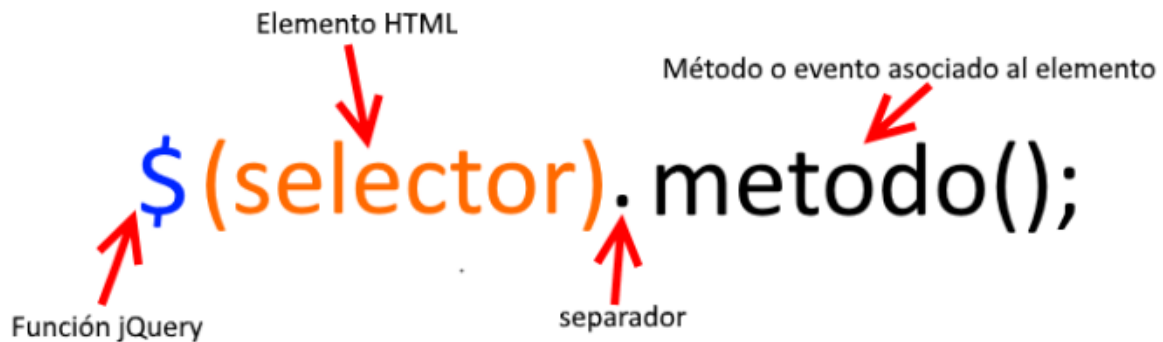 Elemento HTML
Método o evento asociado al elemento
$(selector).metodo();
Función jQuery
separador